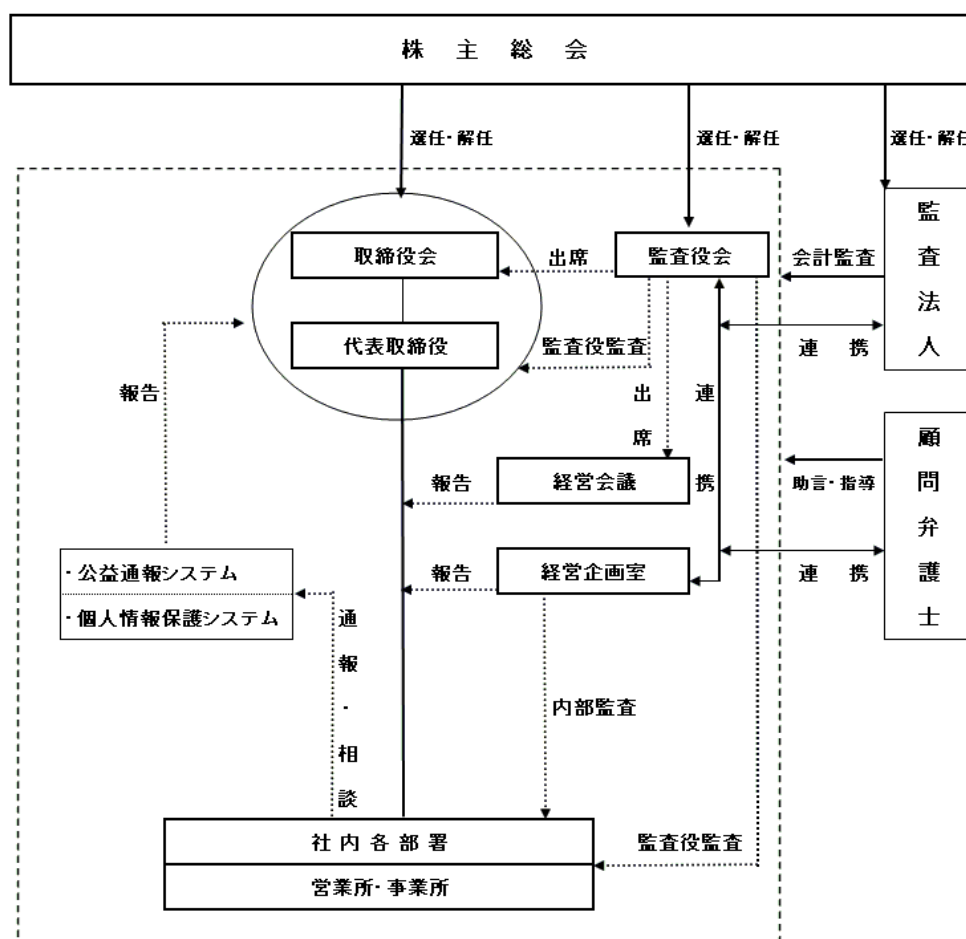 株主総会
選任・解任
選任・解任
選任・解任
取締役会
出席
監査役会
会計監査
監査法人
代表取締役
監査役監査
連携
報告
出席
連携
顧問弁護士
経営会議
報告
助言・指導
経営企画室
報告
連携
・公益通報システム
・個人情報保護システム
通報・相談
内部監査
社内各部署
監査役監査
営業所・事業所